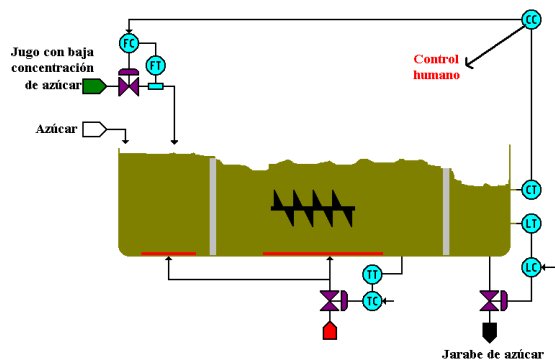 CC
FC
Jugo con baja
concentración
de azúcar
FT
Control
humano
Azúcar
CT
LT
TT
LC
TC
Jarabe de azúcar